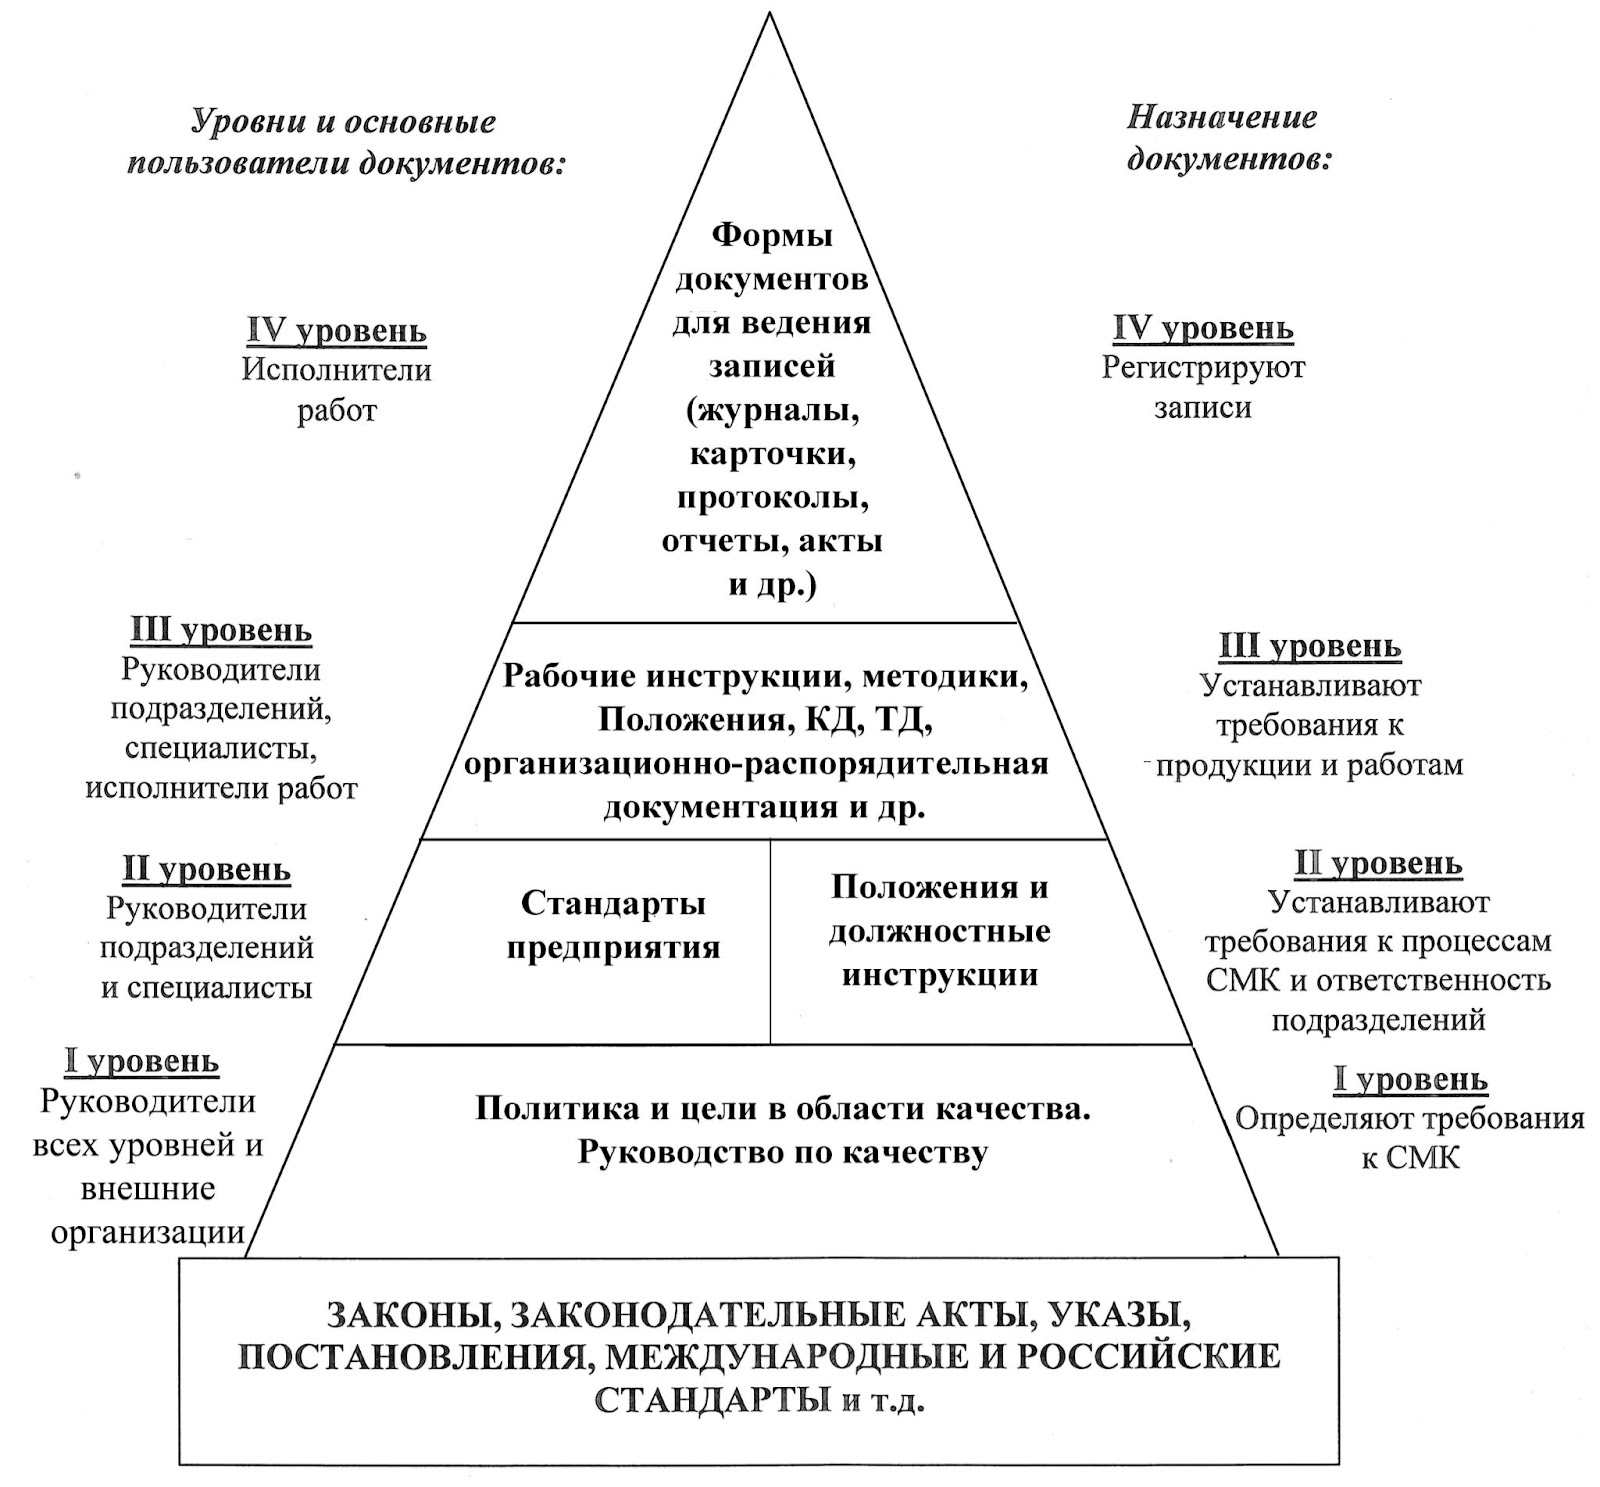 Уровни и основные
пользователи документов:
Назначение
документов:
Формы
документов
для ведения
записей
(журналы,
карточки,
протоколы,
отчеты, акты
и др.)
IV уровень
Исполнители
работ
IV уровень
Регистрируют
записи
III уровень
Руководители
подразделений,
специалисты,
исполнители работ
Рабочие инструкции, методики,
Положения, КД, ТД,
организационно-распорядительная
документация и др.
III уровень
Устанавливают
требования к
продукции и работам
II уровень
Руководители
подразделений
и специалисты
Стандарты
предприятия
Положения и
должностные
инструкции
II уровень
Устанавливают
требования к процессам
СМК и ответственность
подразделений
I уровень
Руководители
всех уровней и
внешние
организации
Политика и цели в области качества.
Руководство по качеству
I уровень
Определяют требования
к СМК
ЗАКОНЫ, ЗАКОНОДАТЕЛЬНЫЕ АКТЫ, УКАЗЫ,
ПОСТАНОВЛЕНИЯ, МЕЖДУНАРОДНЫЕ И РОССИЙСКИЕ
СТАНДАРТЫ и т.д.